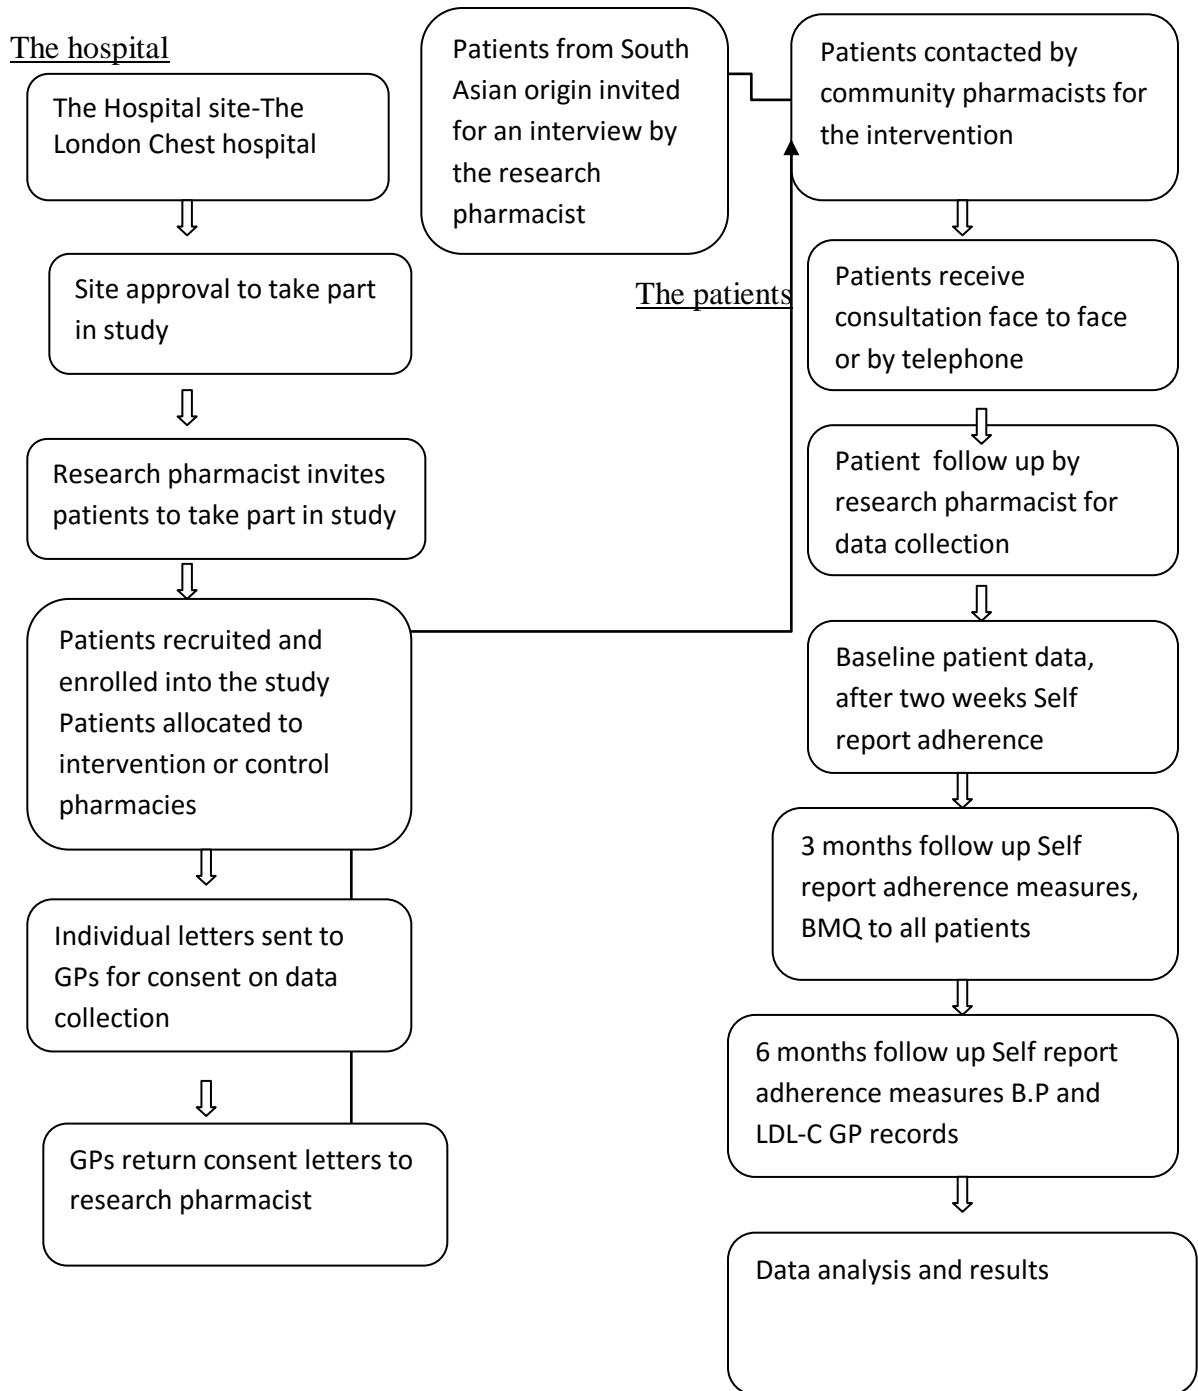 The hospital
The Hospital site-The
London Chest hospital
Site approval to take part
in study
Research pharmacist invites
patients to take part in study
Patients recruited and
enrolled into the study
Patients allocated to
intervention or control
pharmacies
Individual letters sent to
GPs for consent on data
collection
GPs return consent letters to
research pharmacist
Patients from South
Asian origin invited
for an interview by
the research
pharmacist
The patients
Patients contacted by
community pharmacists for
the intervention
Patients receive
consultation face to face
or by telephone
Patient  follow up by
research pharmacist for
data collection
Baseline patient data,
after two weeks Self
report adherence
3 months follow up Self
report adherence measures,
BMQ to all patients
6 months follow up Self report
adherence measures B.P and
LDL-C GP records
Data analysis and results